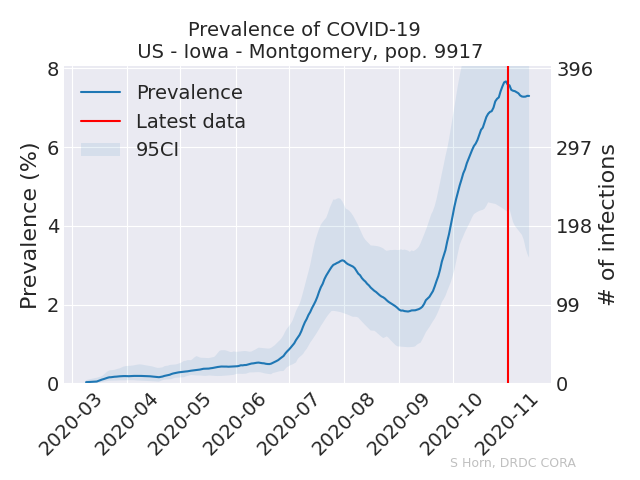 Prevalence of COVID-19
US - Iowa - Montgomery, pop. 9917
8
6
4
2
0
Prevalence (%)
Prevalence
Latest data
95CI
396
297
198
99
0
# of infections
2020-03
2020-04
2020-05
2020-06
2020-07
2020-08
2020-09
2020-10
2020-11
S Horn, DRDC CORA